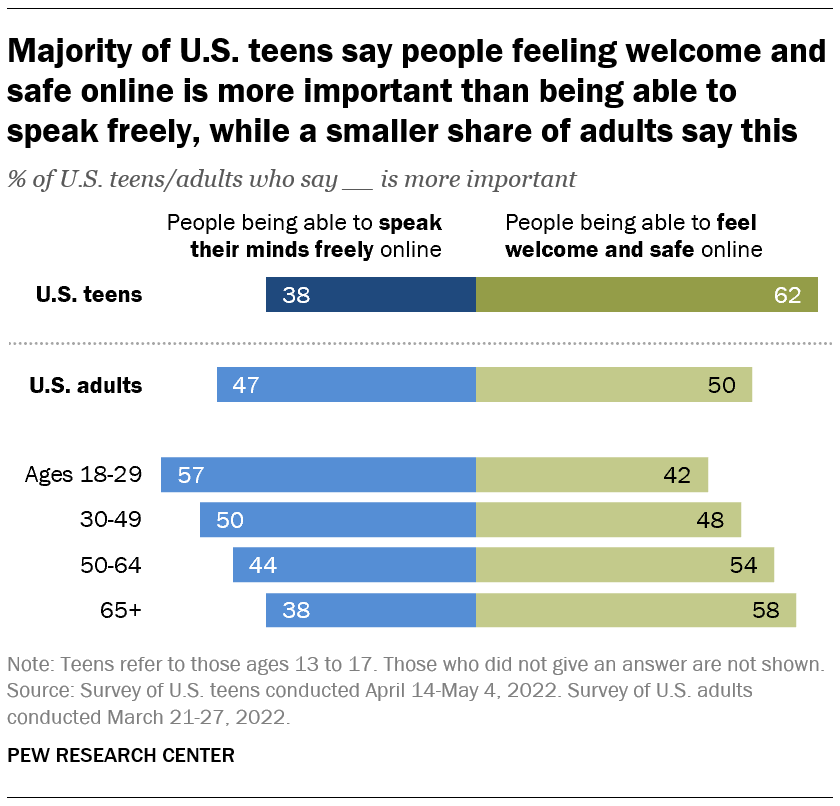 Majority of U.S. teens say people feeling welcome and
safe online is more important than being able to
speak freely, while a smaller share of adults say this
% of U.S. teens/adults who say __ is more important
People being able to speak
their minds freely online
People being able to feel
welcome and safe online
U.S. teens 38 62
U.S. adults 47 50
Ages 18-29 57 42
30-49 50 48
50-64 44 54
65+ 38 58
Note: Teens refer to those ages 13 to 17. Those who did not give an answer are not shown.
Source: Survey of U.S. teens conducted April 14-May 4, 2022. Survey of U.S. adults
conducted March 21-27, 2022.
PEW RESEARCH CENTER